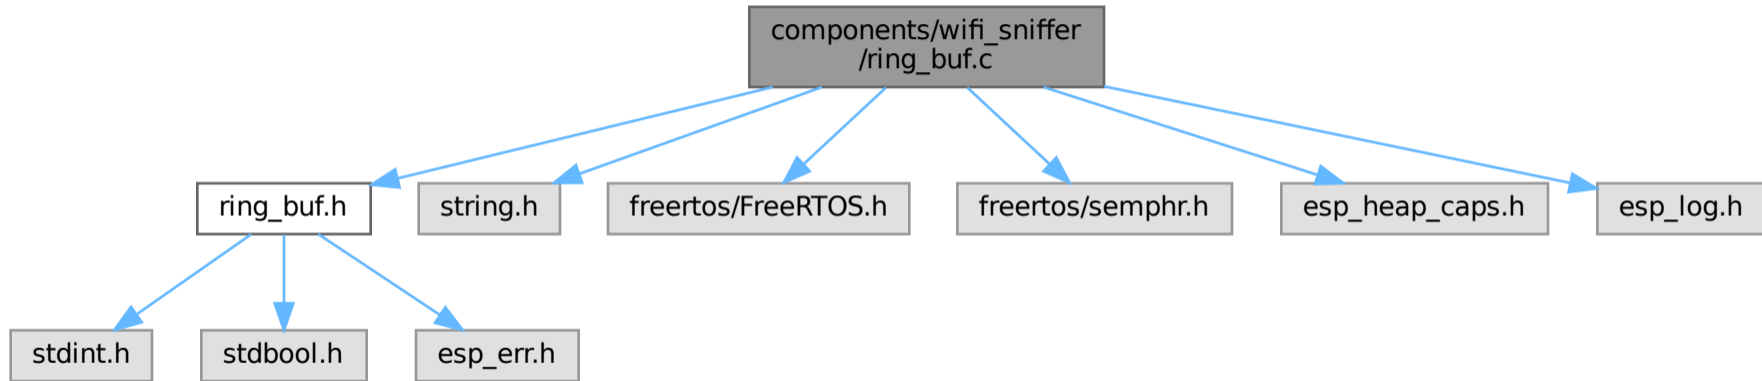 components/wifi_sniffer
/ring_buf.c
ring_buf.h
string.h
freertos/FreeRTOS.h
freertos/semphr.h
esp_heap_caps.h
esp_log.h
stdint.h
stdbool.h
esp_err.h